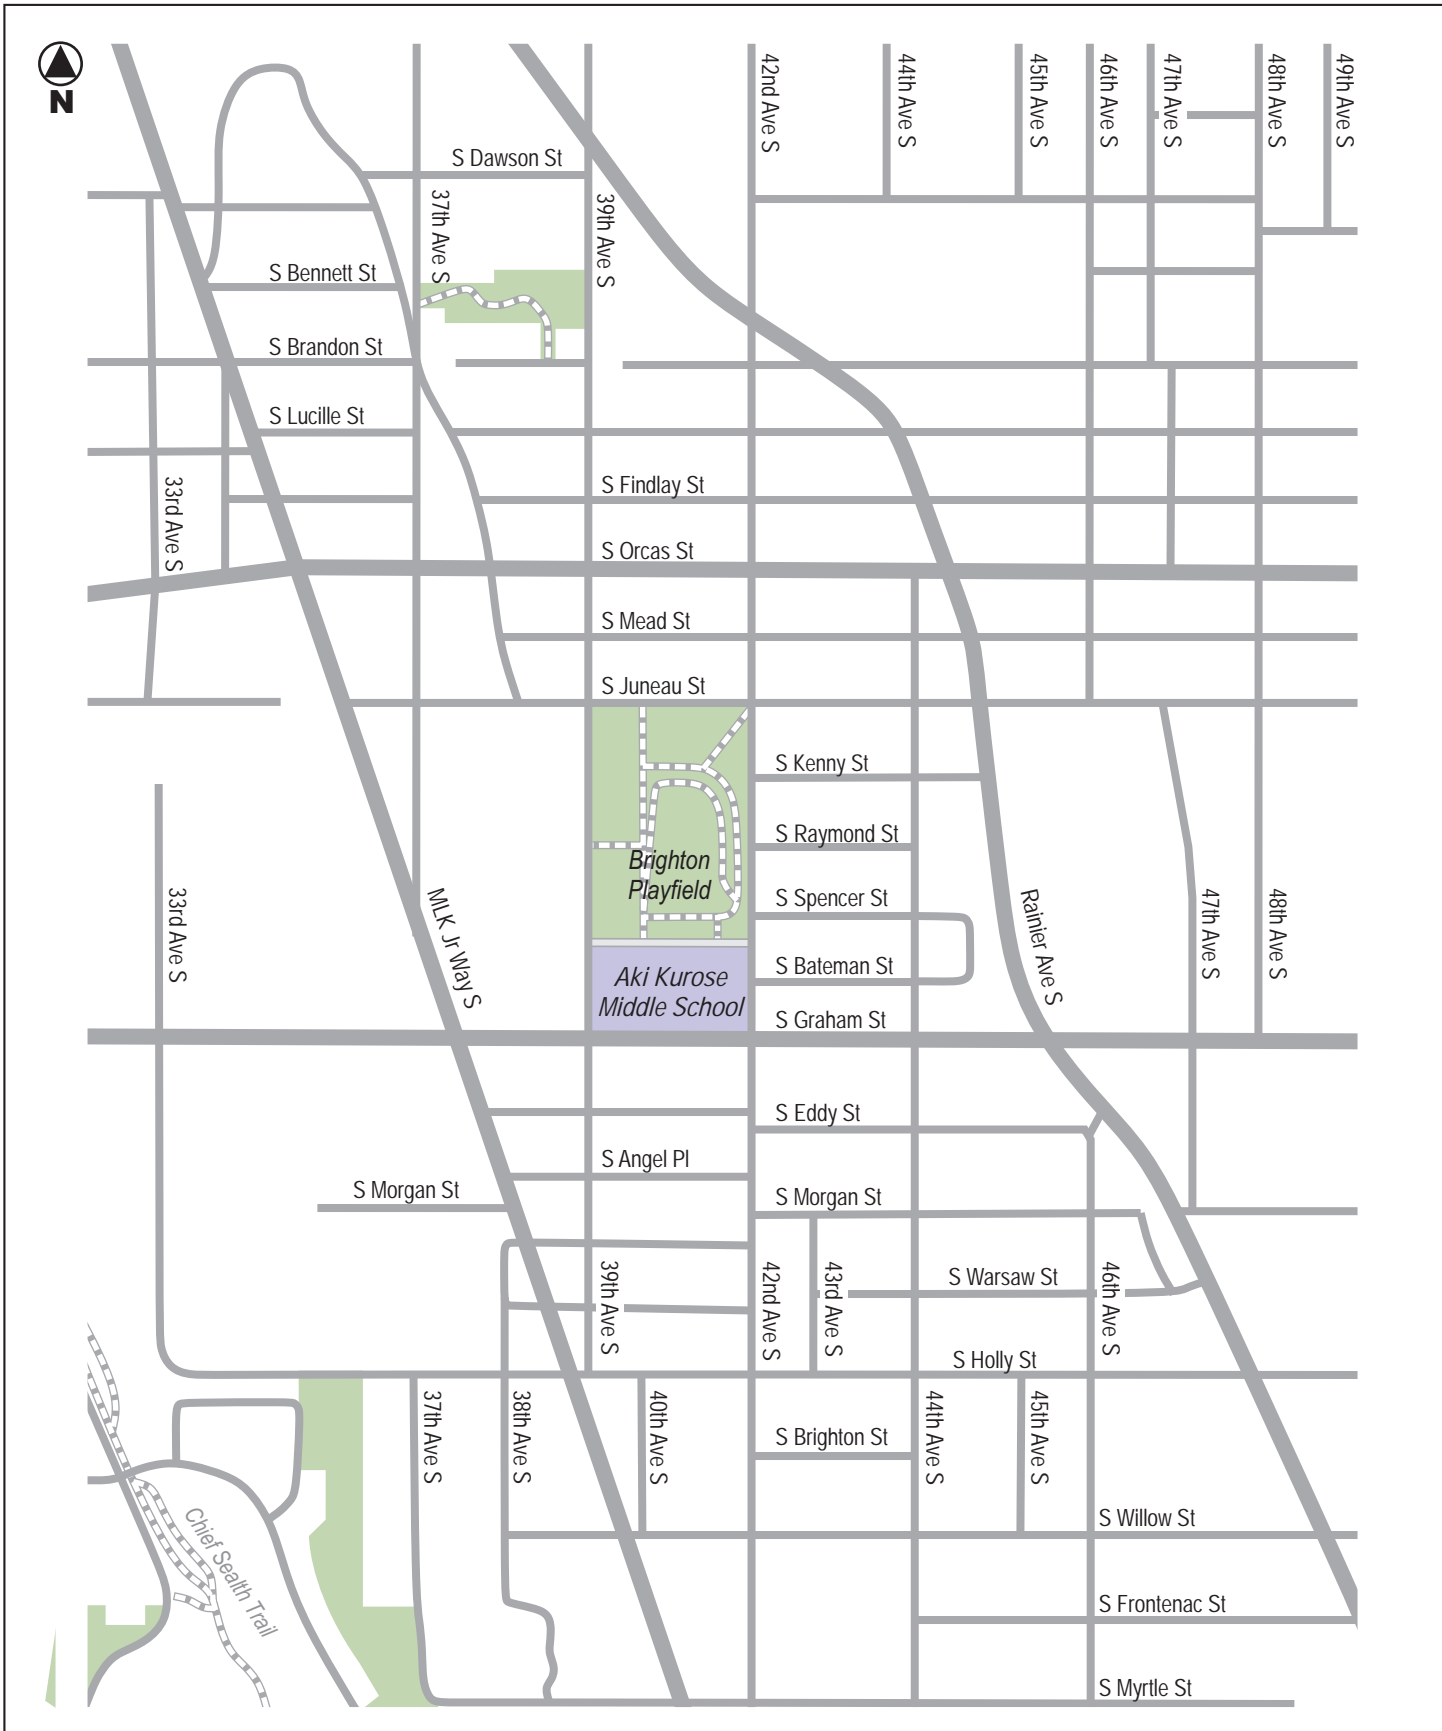 N
42nd Ave S
44th Ave S
45th Ave S
46th Ave S
47th Ave S
48th Ave S
49th Ave S
S Dawson St
37th Ave S
39th Ave S
S Bennett St
S Brandon St
S Lucille St
33rd Ave S
S Findlay St
S Orcas St
S Mead St
S Juneau St
S Kenny St
S Raymond St
Brighton
Playfield
33rd Ave S
MLK Jr Way S
S Spencer St
Rainier Ave S
47th Ave S
48th Ave S
Aki Kurose
Middle School
S Bateman St
S Graham St
S Eddy St
S Angel Pl
S Morgan St
S Morgan St
39th Ave S
42nd Ave S
43rd Ave S
S Warsaw St
46th Ave S
S Holly St
37th Ave S
38th Ave S
40th Ave S
S Brighton St
44th Ave S
45th Ave S
Chief Sealth Trail
S Willow St
S Frontenac St
S Myrtle St